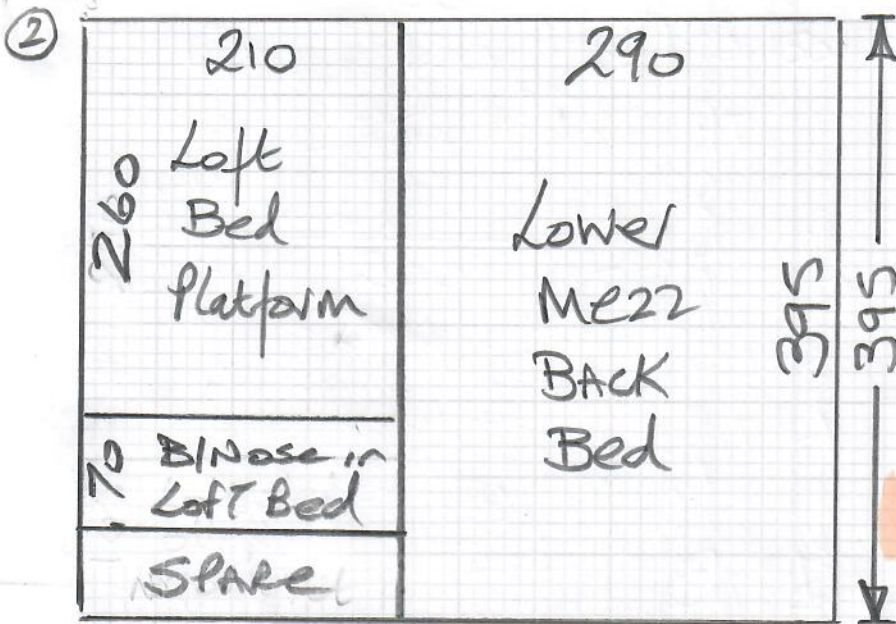 2
210
290
260
Loft
Bed
Platform
Lower
Mezz
BACK
Bed
395
395
70
B/Nose in
Loft Bed
SPARE